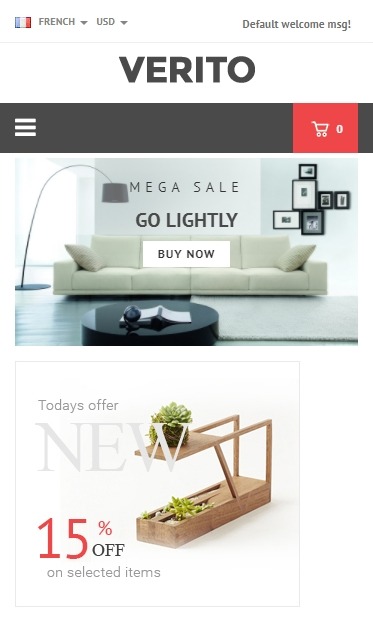 FRENCH USD Default welcome msg!
VERITO
0
MEGA SALE
GO LIGHTLY
BUY NOW
Todays offer
NEW
15 %
OFF
on selected items